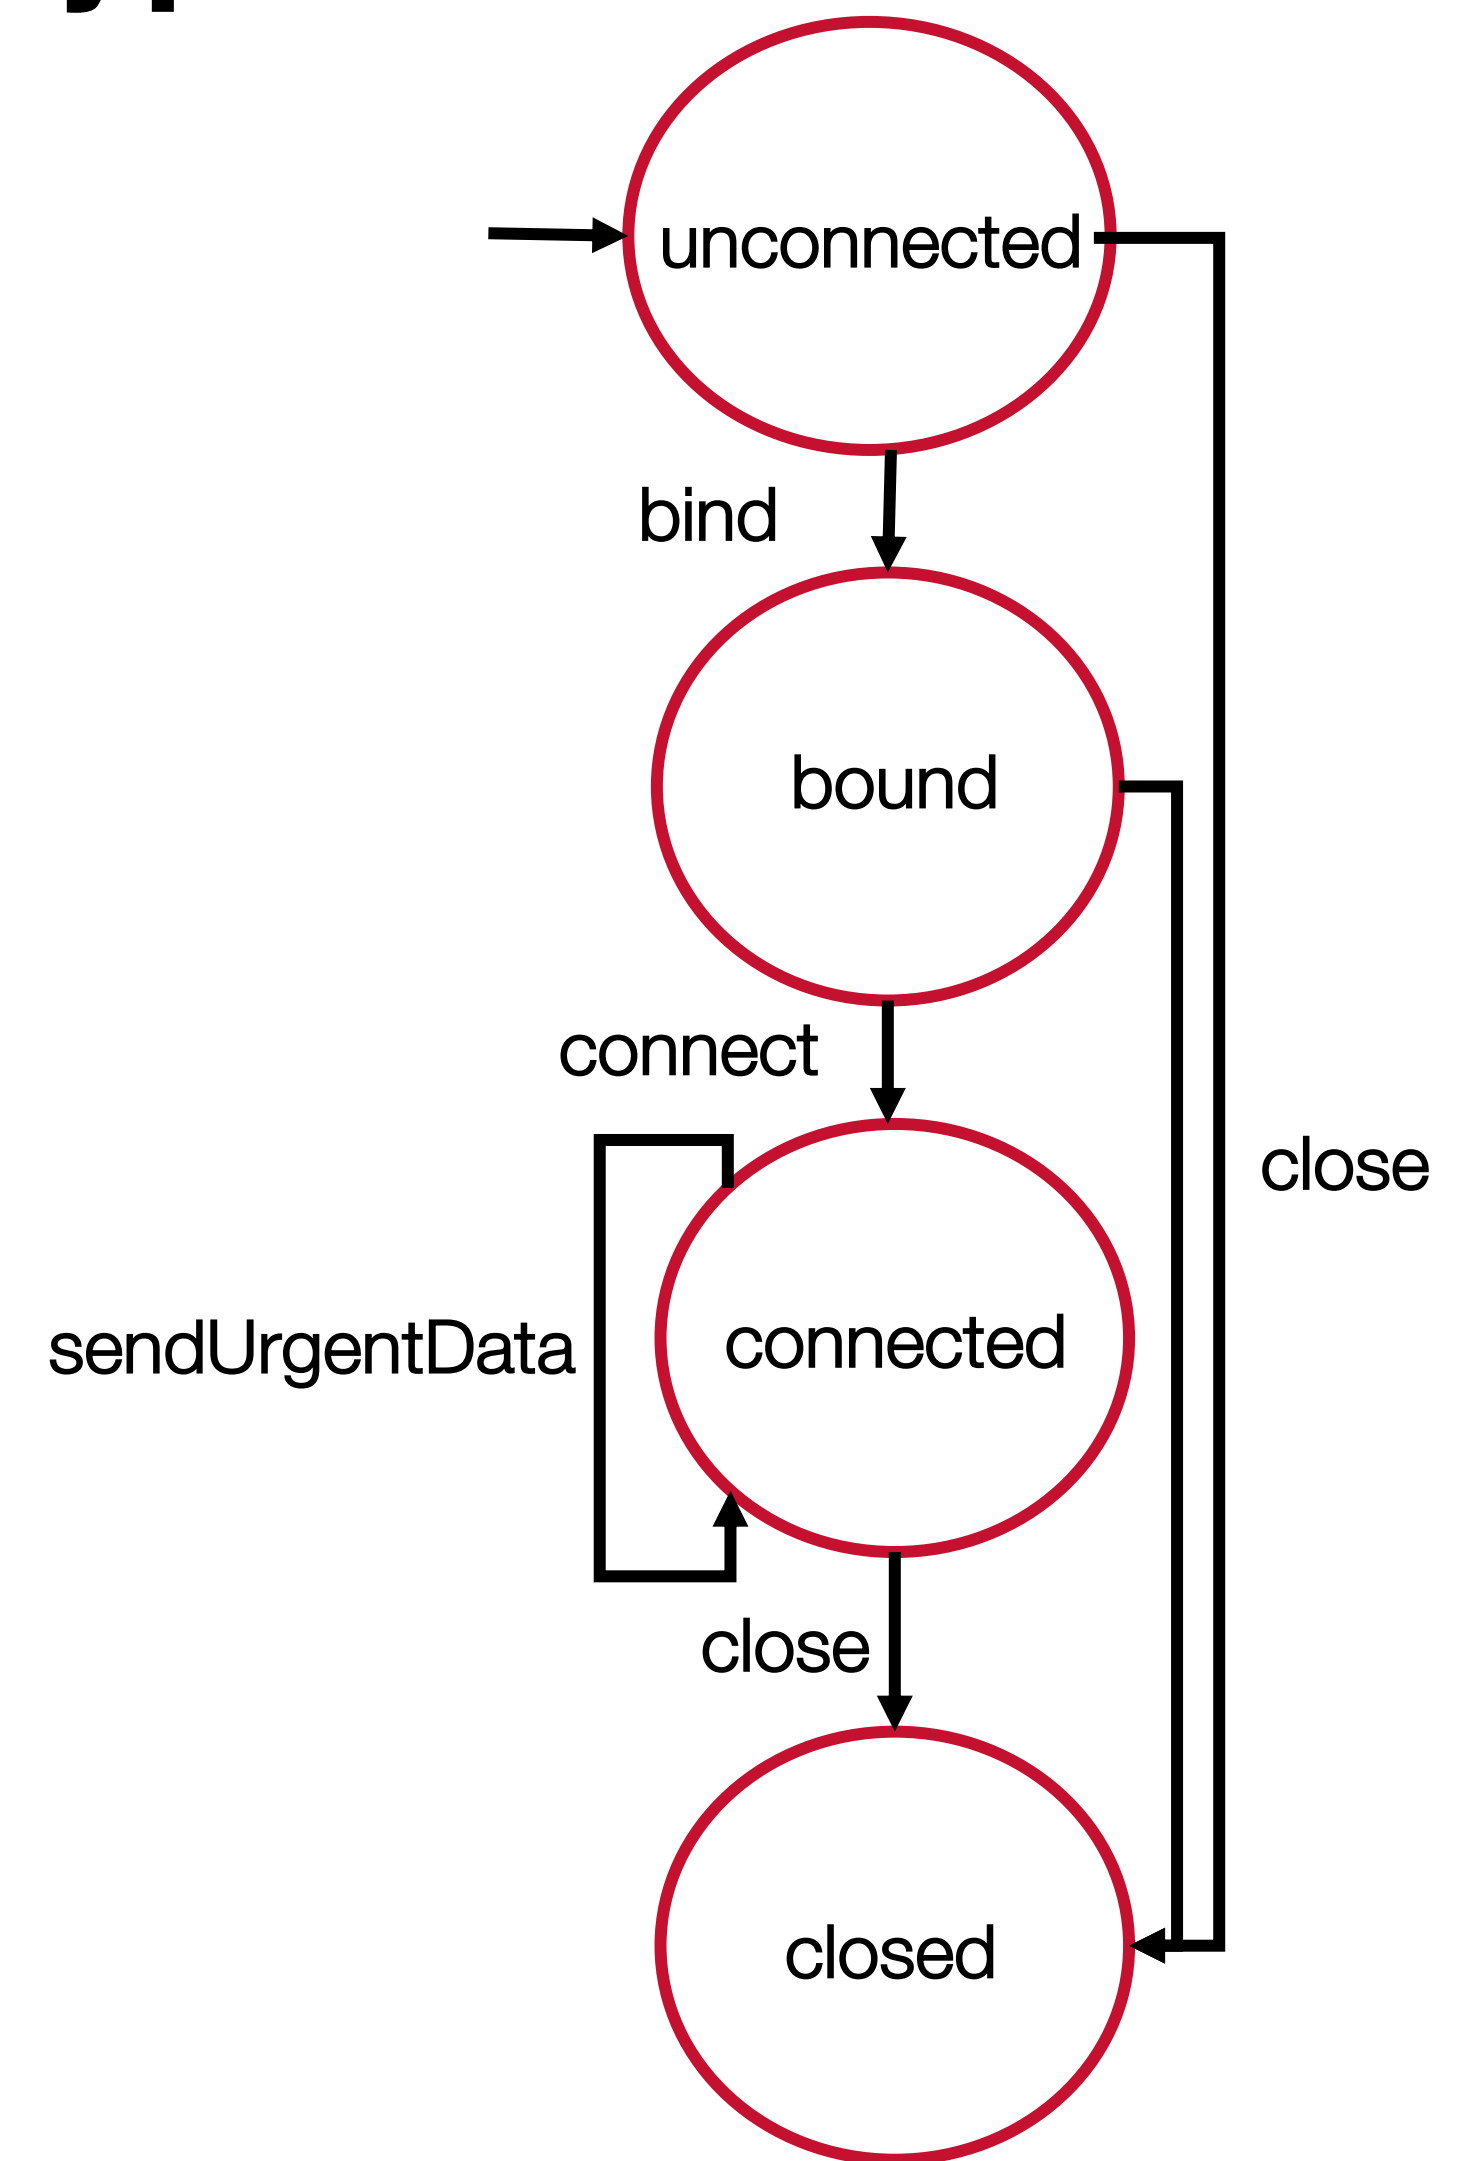 unconnected
bind
bound
connect
close
sendUrgentData
connected
close
closed